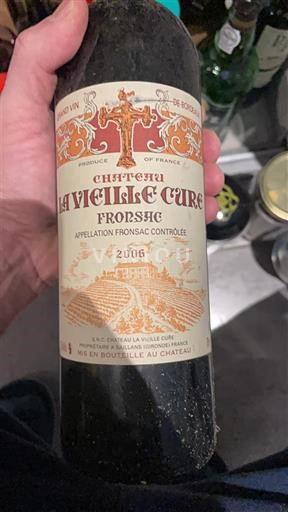 GRAND VIN DE BORDEAUX
PRODUCE OF FRANCE
CHATEAU
LA VIEILLE CURE
FRONSAC
APPELLATION FRONSAC CONTRÔLÉE
2006
S.N.C. CHATEAU LA VIEILLE CURE
PROPRIÉTAIRE A SAILLANS (GIRONDE) FRANCE
MIS EN BOUTEILLE AU CHATEAU